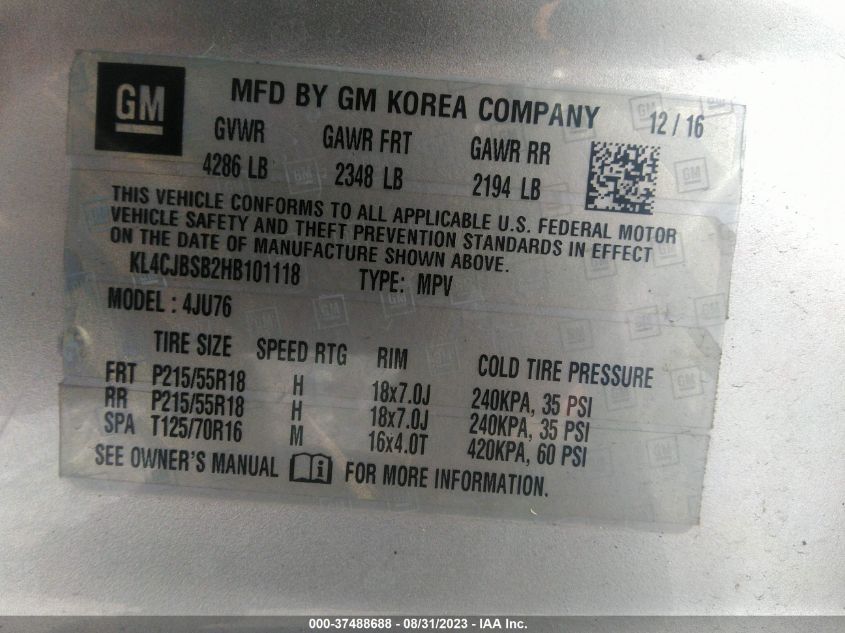 GM
MFD BY GM KOREA COMPANY 12 / 16
GVWR GAWR FRT GAWR RR
4286 LB 2348 LB 2194 LB
THIS VEHICLE CONFORMS TO ALL APPLICABLE U.S. FEDERAL MOTOR
VEHICLE SAFETY AND THEFT PREVENTION STANDARDS IN EFFECT
ON THE DATE OF MANUFACTURE SHOWN ABOVE.
KL4CJBSB2HB101118 TYPE: MPV
MODEL : 4JU76
TIRE SIZE SPEED RTG RIM COLD TIRE PRESSURE
FRT P215/55R18 H 18x7.0J 240KPA, 35 PSI
RR P215/55R18 H 18x7.0J 240KPA, 35 PSI
SPA T125/70R16 M 16x4.0T 420KPA, 60 PSI
SEE OWNER'S MANUAL FOR MORE INFORMATION.
000-37488688 - 08/31/2023 - IAA Inc.